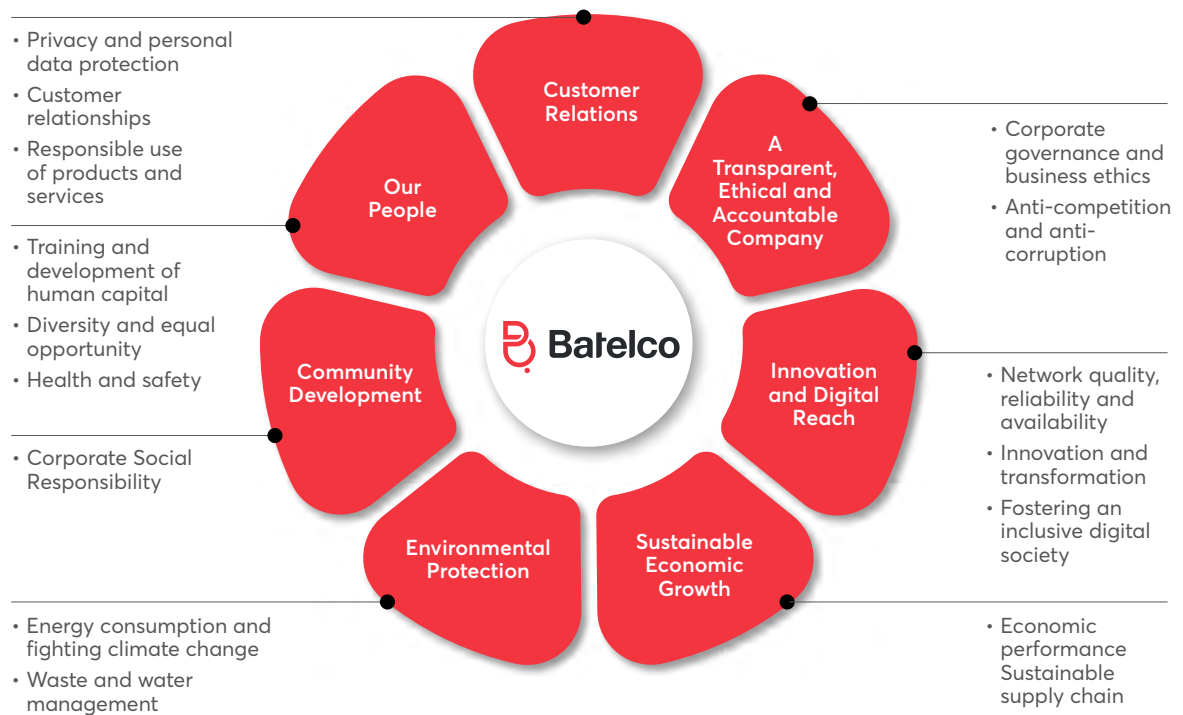 • Privacy and personal
data protection
• Customer
relationships
• Responsible use
of products and
services
• Training and
development of
human capital
• Diversity and equal
opportunity
• Health and safety
• Corporate Social
Responsibility
• Energy consumption and
fighting climate change
• Waste and water
management
Customer
Relations
Our
People
A
Transparent,
Ethical and
Accountable
Company
Community
Development
Batelco
Innovation
and Digital
Reach
Environmental
Protection
Sustainable
Economic
Growth
• Corporate
governance and
business ethics
• Anti-competition
and anti-
corruption
• Network quality,
reliability and
availability
• Innovation and
transformation
• Fostering an
inclusive digital
society
• Economic
performance
Sustainable
supply chain